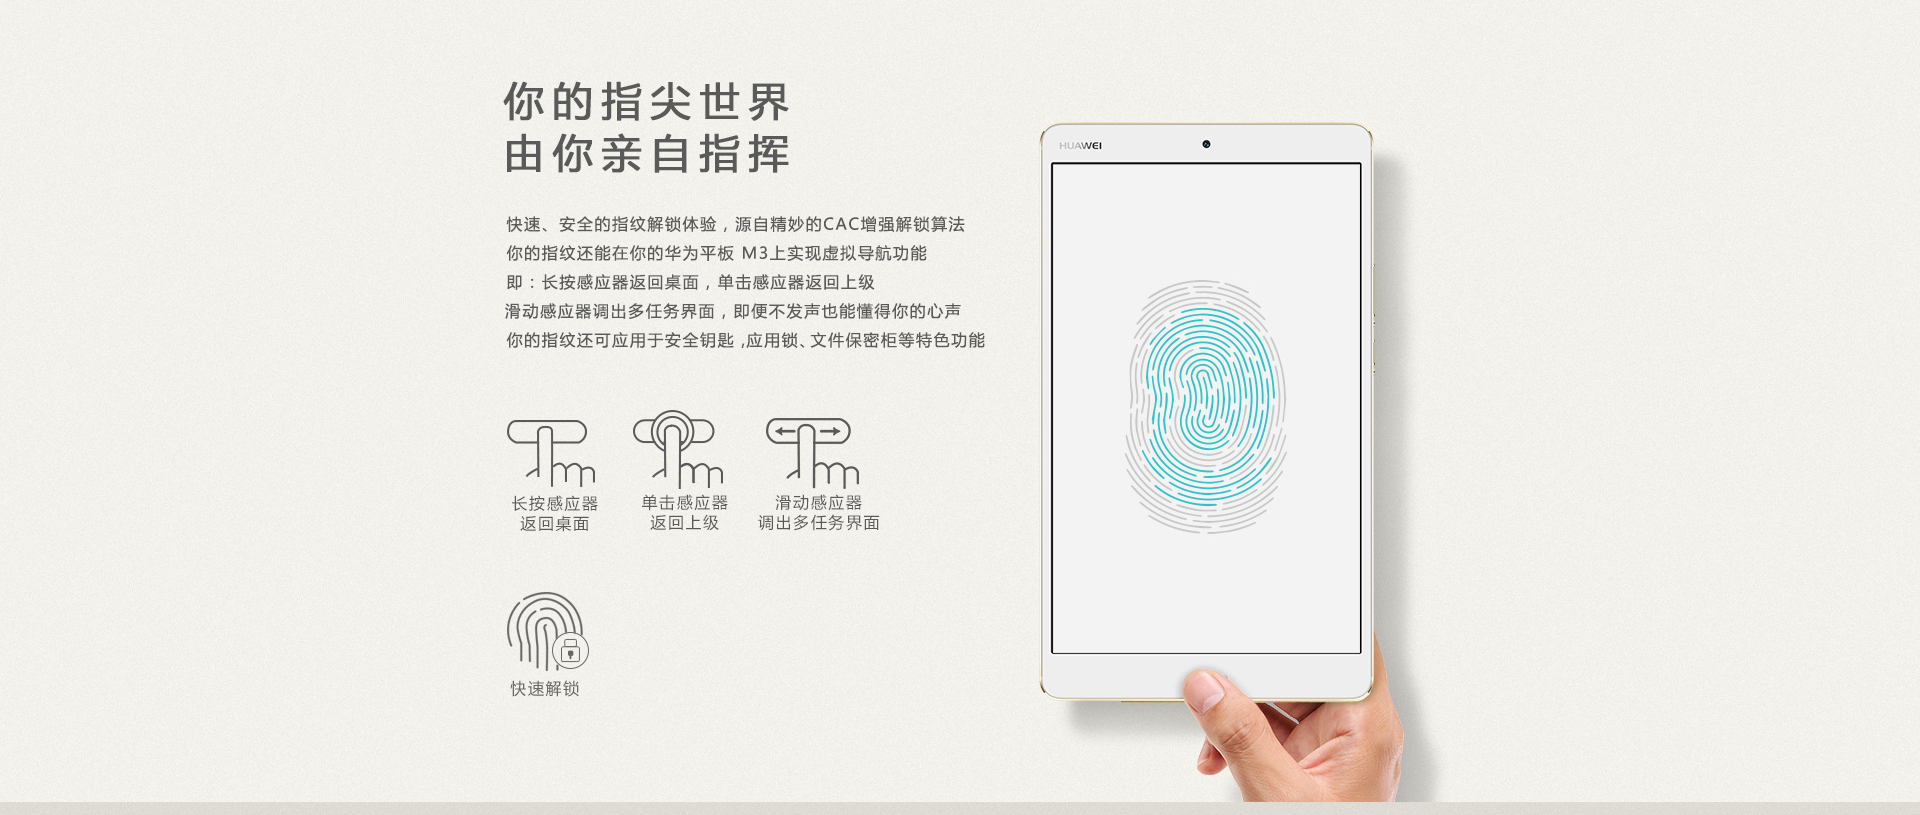 你的指尖世界
由你亲自指挥
快速、安全的指纹解锁体验，源自精妙的CAC增强解锁算法
你的指纹还能在你的华为平板 M3上实现虚拟导航功能
即：长按感应器返回桌面，单击感应器返回上级
滑动感应器调出多任务界面，即便不发声也能懂得你的心声
你的指纹还可应用于安全钥匙 ,应用锁、文件保密柜等特色功能
长按感应器
返回桌面
单击感应器
返回上级
滑动感应器
调出多任务界面
快速解锁
HUAWEI